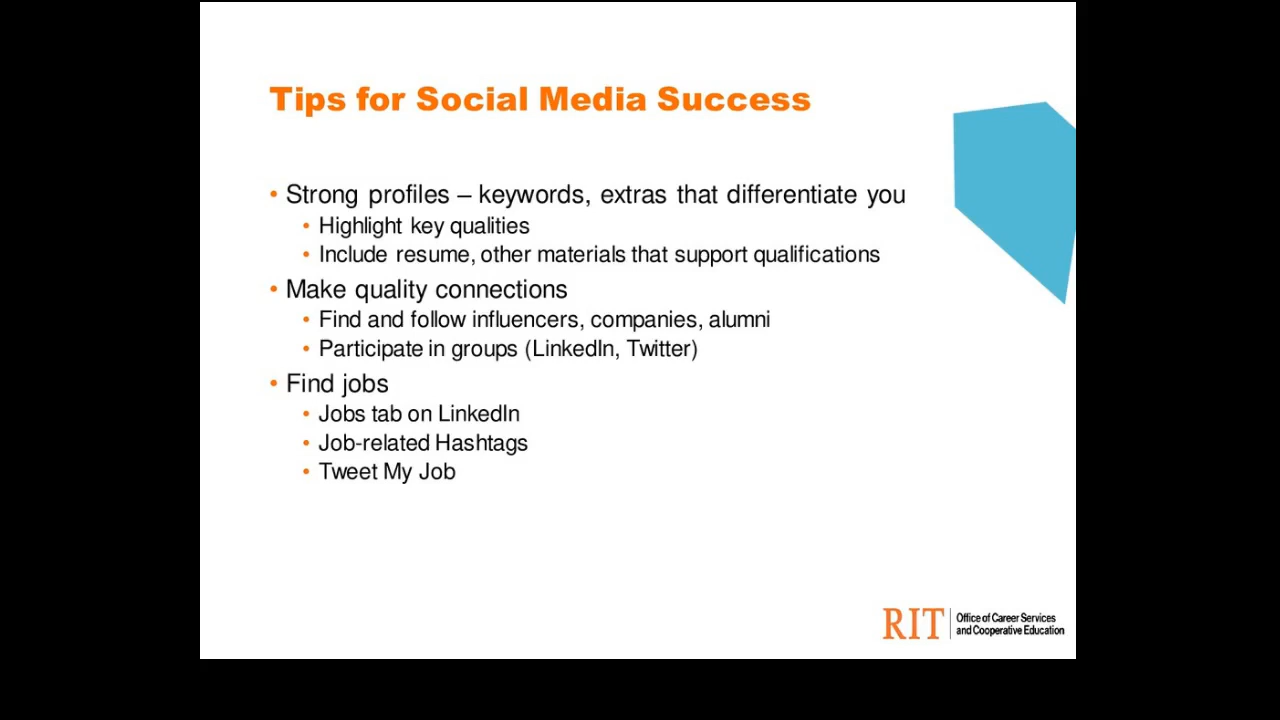 Tips for Social Media Success
• Strong profiles – keywords, extras that differentiate you
• Highlight key qualities
• Include resume, other materials that support qualifications
• Make quality connections
• Find and follow influencers, companies, alumni
• Participate in groups (LinkedIn, Twitter)
• Find jobs
• Jobs tab on LinkedIn
• Job-related Hashtags
• Tweet My Job
RIT
Office of Career Services
and Cooperative Education